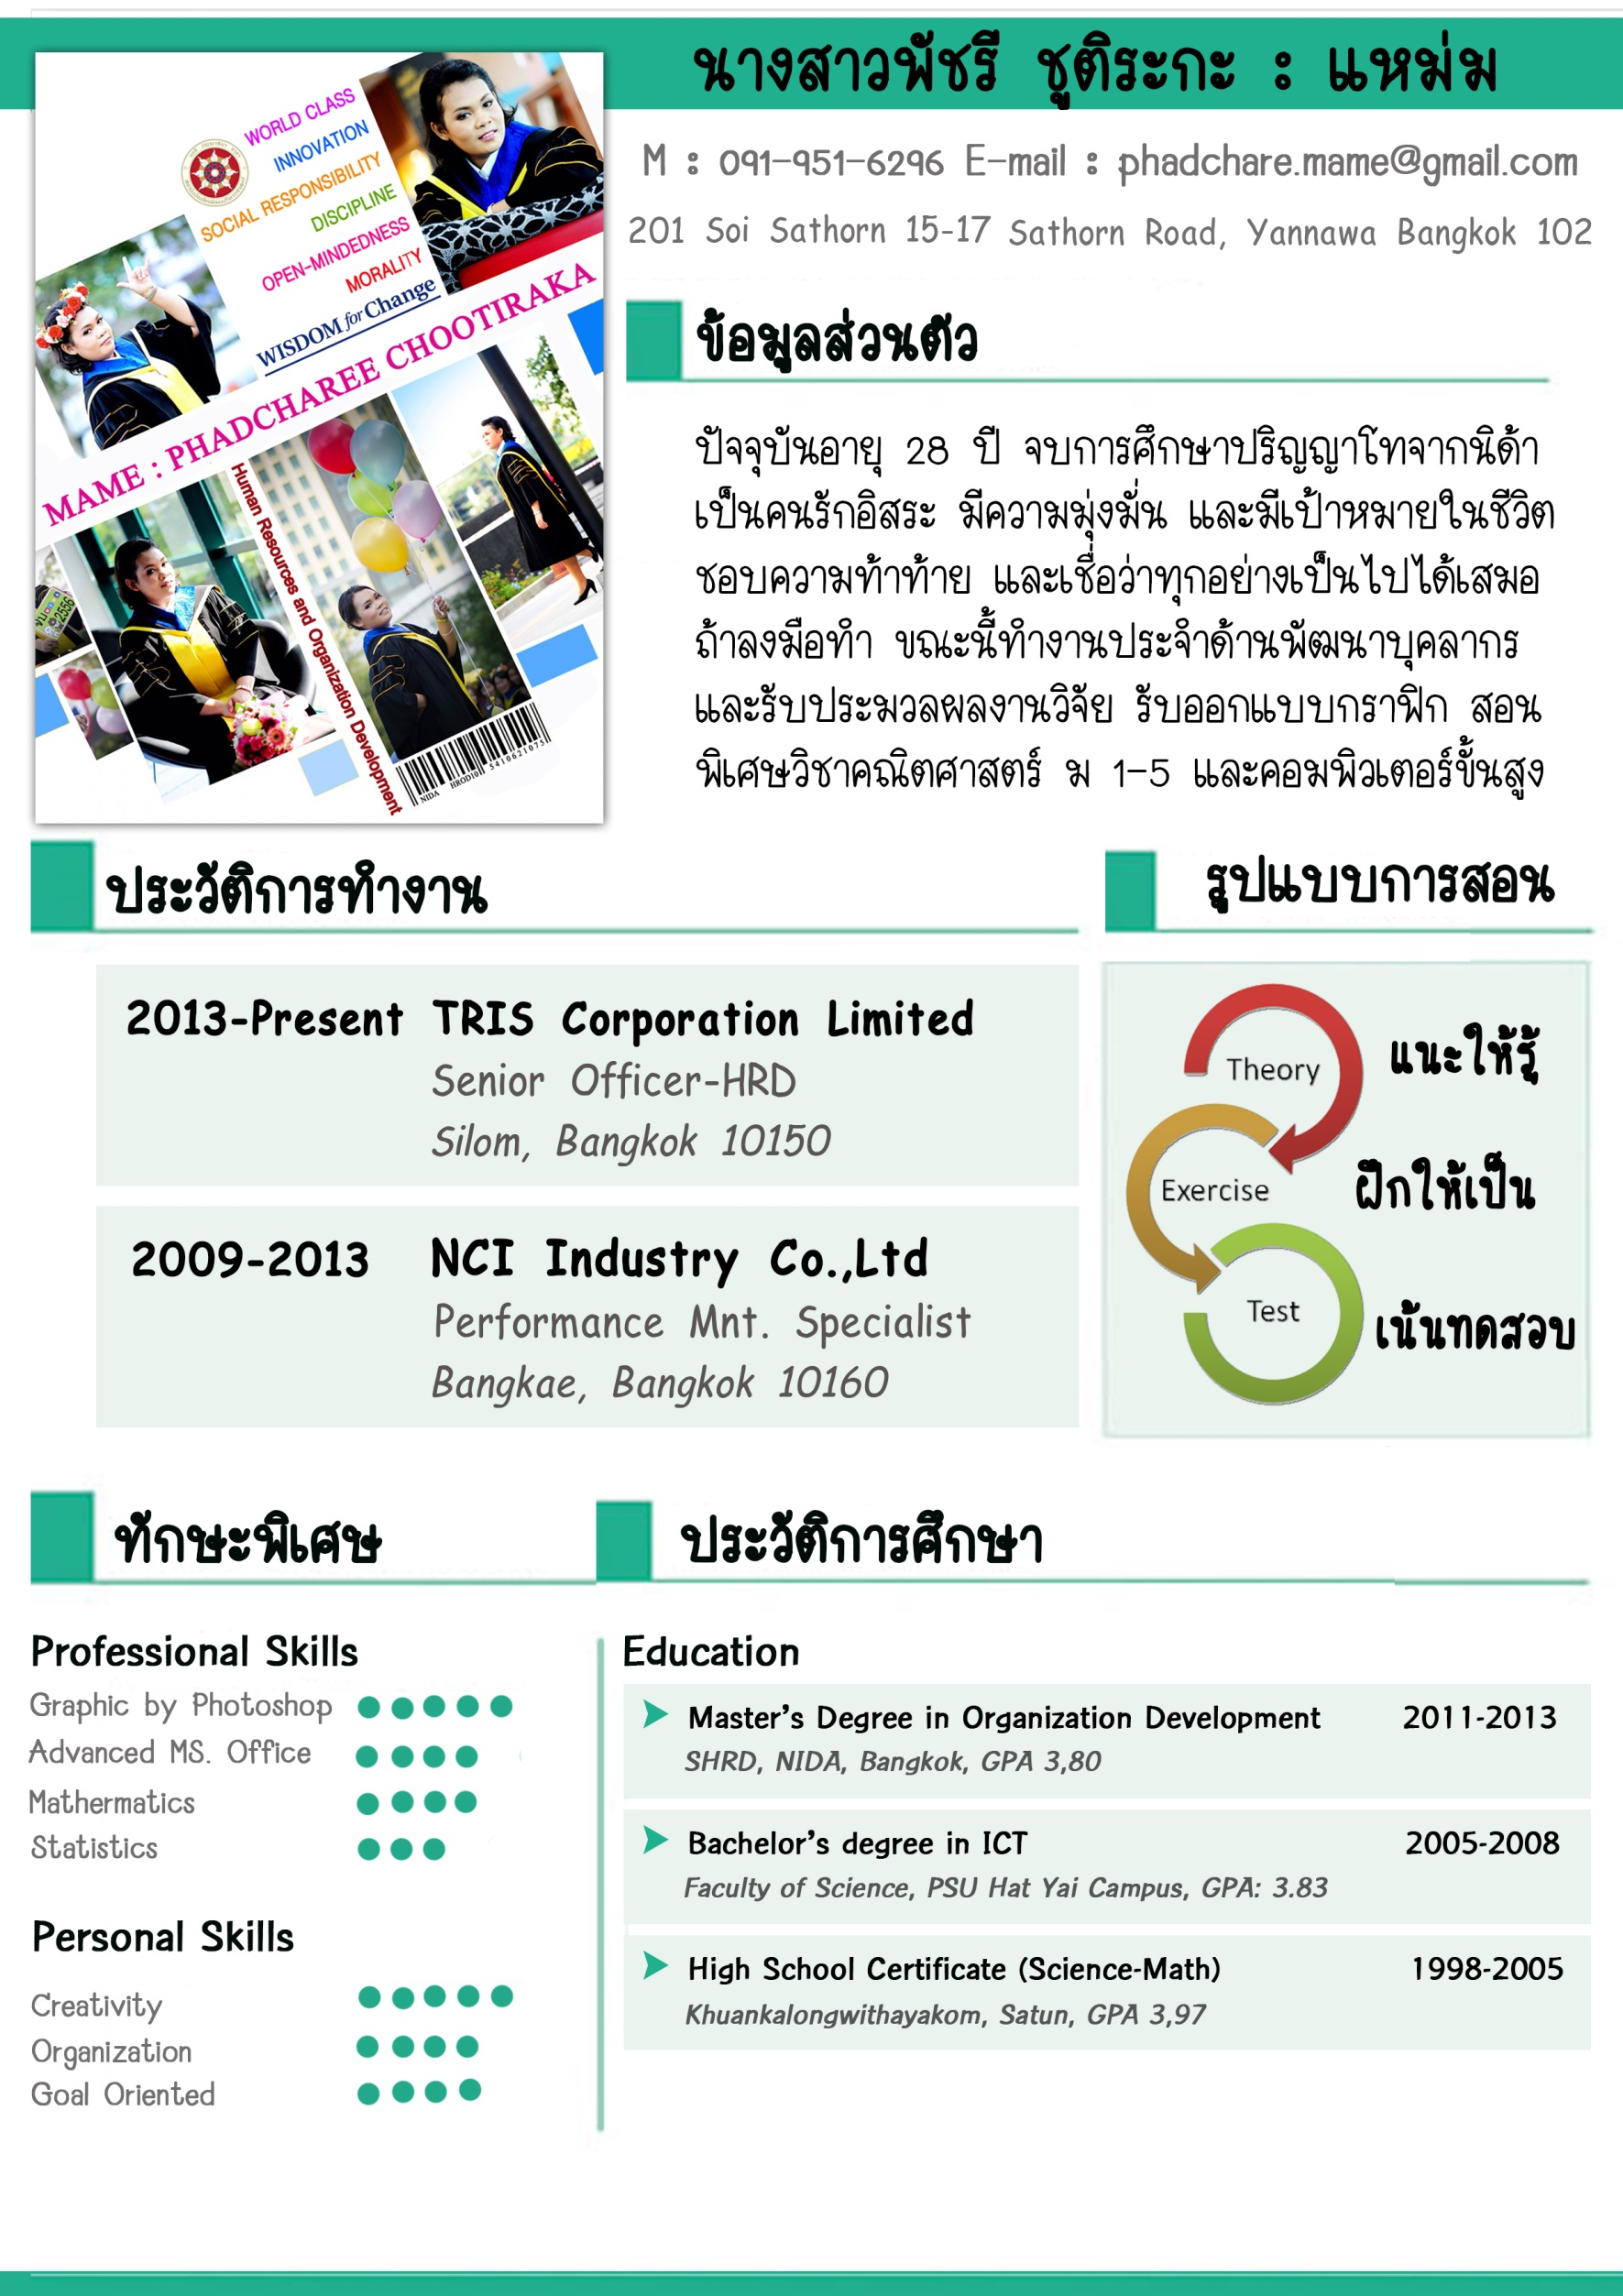 นางสาวพัชรี ชูติระกะ : แหม่ม
M : 091-951-6296 E-mail : phadchare.mame@gmail.com
201 Soi Sathorn 15-17 Sathorn Road, Yannawa Bangkok 102
WORLD CLASS
INNOVATION
SOCIAL RESPONSIBILITY
DISCIPLINE
OPEN-MINDEDNESS
MORALITY
WISDOM for Change
MAME : PHADCHAREE CHOOTIRAKA
Human Resources and Organization Development
2556
NIDA HROD10 5410621075
ข้อมูลส่วนตัว
ปัจจุบันอายุ 28 ปี จบการศึกษาปริญญาโทจากนิด้า
เป็นคนรักอิสระ มีความมุ่งมั่น และมีเป้าหมายในชีวิต
ชอบความท้าท้าย และเชื่อว่าทุกอย่างเป็นไปได้เสมอ
ถ้าลงมือทำ ขณะนี้ทำงานประจำด้านพัฒนาบุคลากร
และรับประมวลผลงานวิจัย รับออกแบบกราฟิก สอน
พิเศษวิชาคณิตศาสตร์ ม 1-5 และคอมพิวเตอร์ขั้นสูง
ประวัติการทำงาน
2013-Present TRIS Corporation Limited
Senior Officer-HRD
Silom, Bangkok 10150
2009-2013 NCI Industry Co.,Ltd
Performance Mnt. Specialist
Bangkae, Bangkok 10160
รูปแบบการสอน
Theory แนะให้รู้
Exercise ฝึกให้เป็น
Test เน้นทดสอบ
ทักษะพิเศษ
Professional Skills
Graphic by Photoshop
Advanced MS. Office
Mathermatics
Statistics
Personal Skills
Creativity
Organization
Goal Oriented
ประวัติการศึกษา
Education
Master's Degree in Organization Development 2011-2013
SHRD, NIDA, Bangkok, GPA 3,80
Bachelor's degree in ICT 2005-2008
Faculty of Science, PSU Hat Yai Campus, GPA: 3.83
High School Certificate (Science-Math) 1998-2005
Khuankalongwithayakom, Satun, GPA 3,97